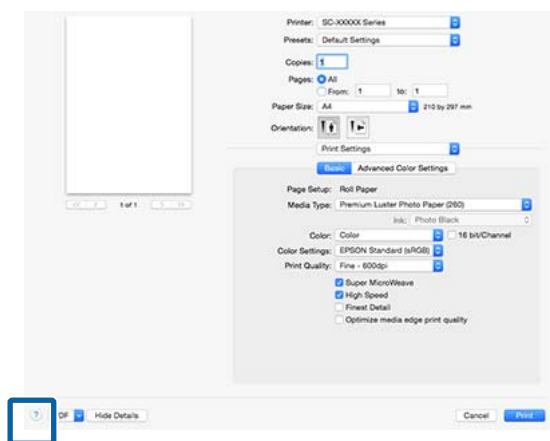 Printer: SC-XXXXX Series
Presets: Default Settings
Copies: 1
Pages: All
From: 1 to: 1
Paper Size: A4 210 by 297 mm
Orientation:
Print Settings
Basic Advanced Color Settings
Page Setup: Roll Paper
Media Type: Premium Luster Photo Paper (260)
Ink: Photo Black
1 of 1
Color: Color 16 bit/Channel
Color Settings: EPSON Standard (sRGB)
Print Quality: Fine - 600dpi
Super MicroWeave
High Speed
Finest Detail
Optimize media edge print quality
? DF Hide Details Cancel Print